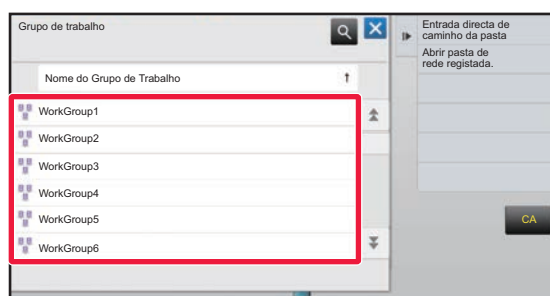 Grupo de trabalho
Nome do Grupo de Trabalho
WorkGroup1
WorkGroup2
WorkGroup3
WorkGroup4
WorkGroup5
WorkGroup6
Entrada directa de
caminho da pasta
Abrir pasta de
rede registada.
CA